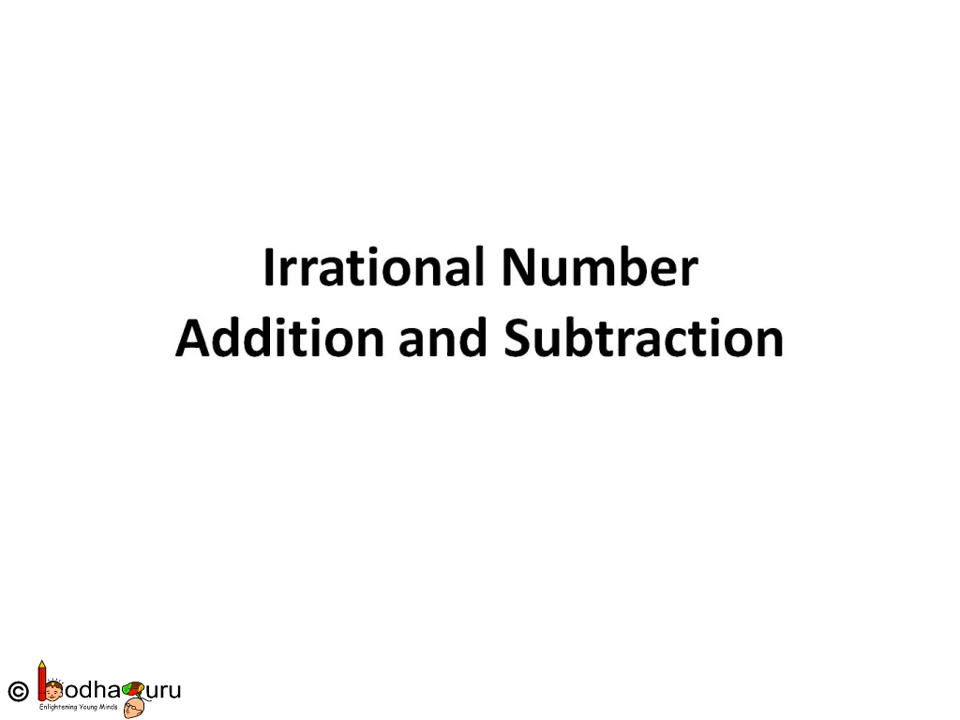 Irrational Number
Addition and Subtraction
© bodhaguru
Enlightening Young Minds